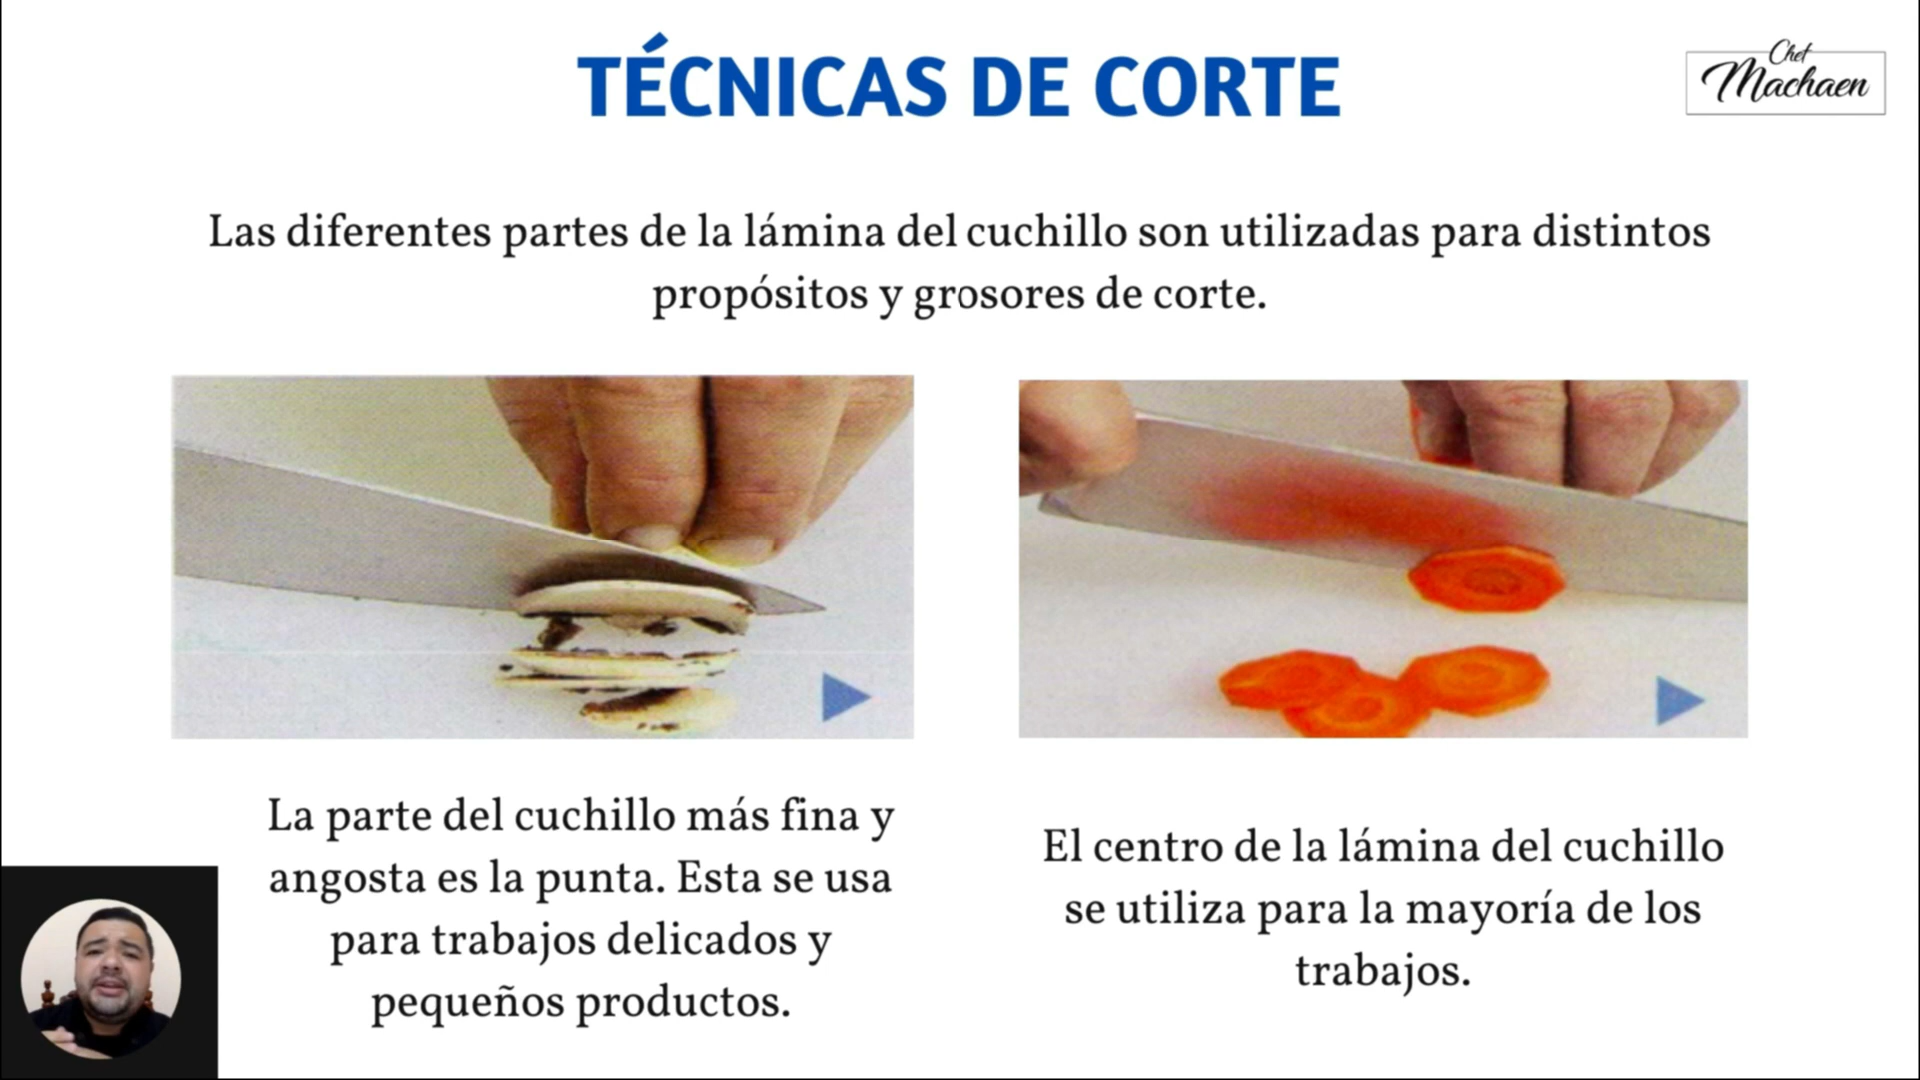 TÉCNICAS DE CORTE
Chef
Machaen
Las diferentes partes de la lámina del cuchillo son utilizadas para distintos
propósitos y grosores de corte.
La parte del cuchillo más fina y
angosta es la punta. Esta se usa
para trabajos delicados y
pequeños productos.
El centro de la lámina del cuchillo
se utiliza para la mayoría de los
trabajos.